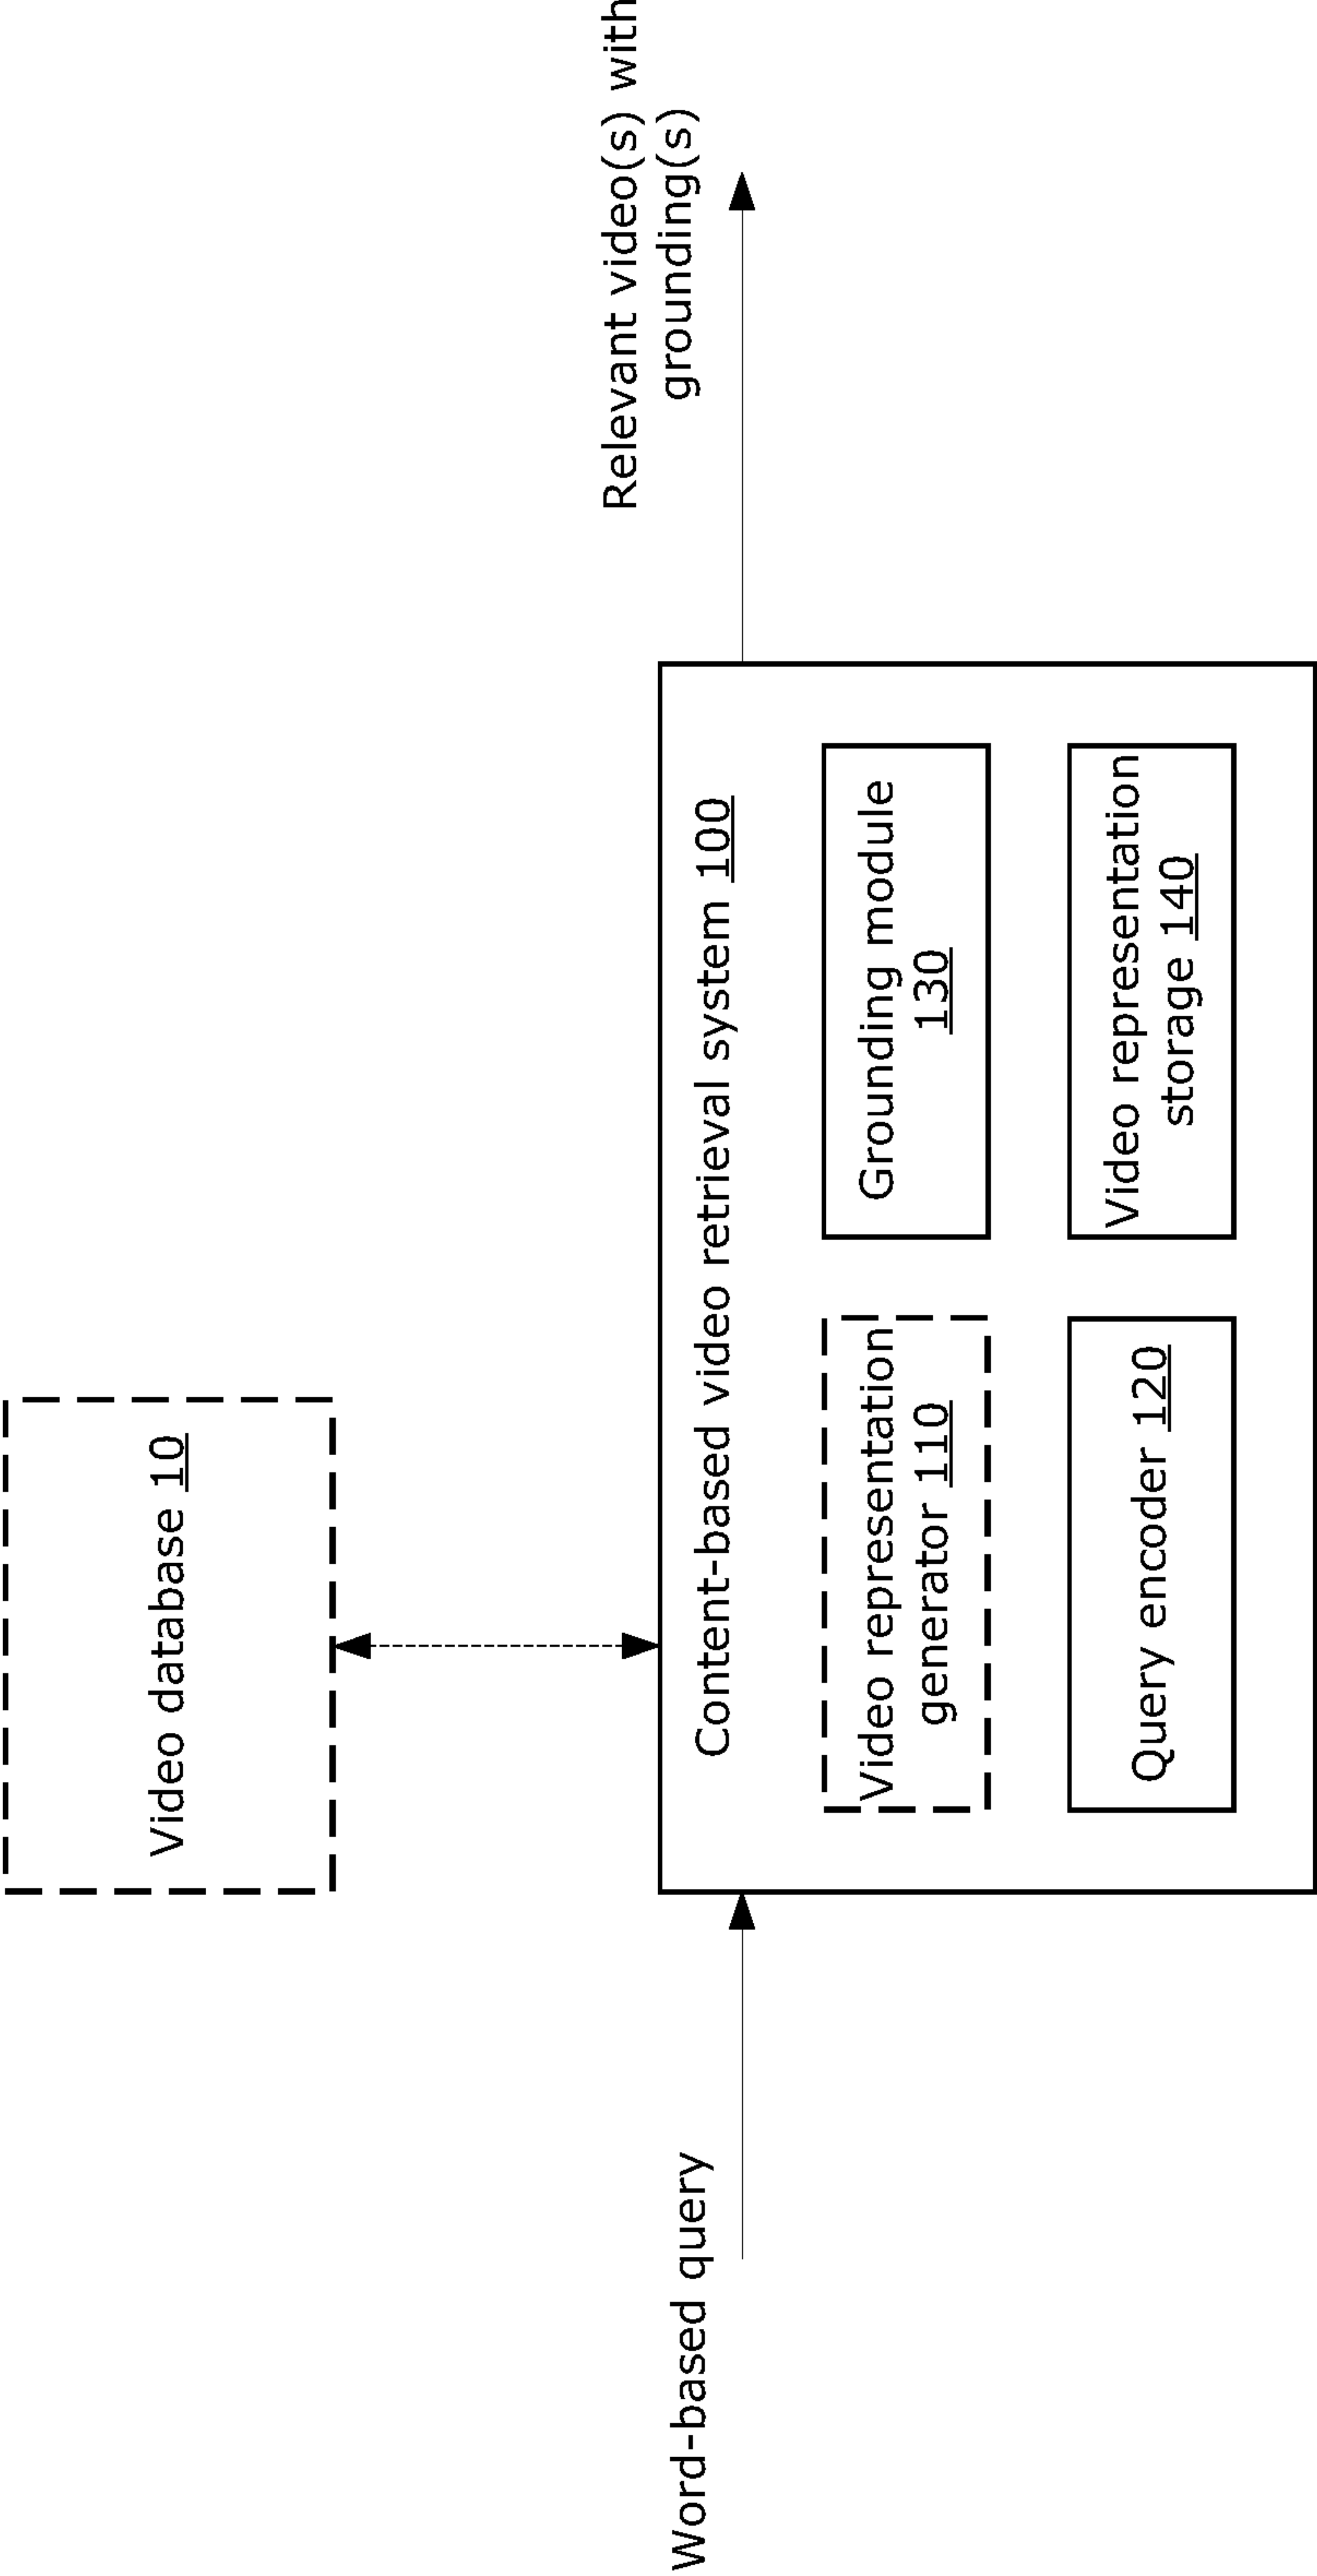 Video database 10
Word-based query
Content-based video retrieval system 100
Video representation
generator 110
Grounding module
130
Query encoder 120
Video representation
storage 140
Relevant video(s) with
grounding(s)